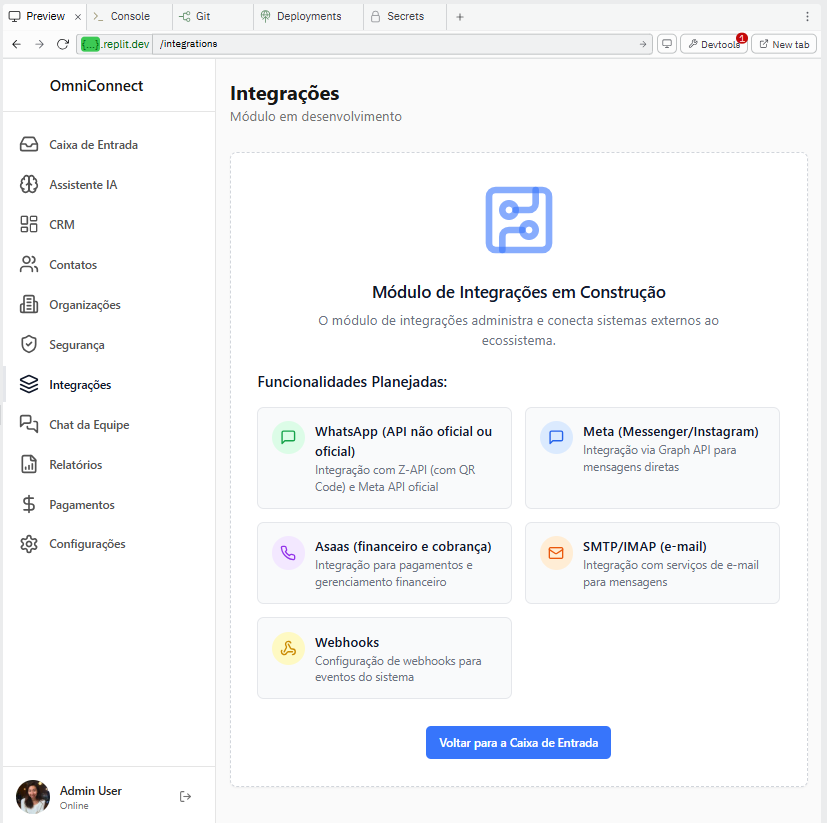 Preview
Console
Git
Deployments
Secrets
{...}.replit.dev /integrations
Devtools 1
New tab
OmniConnect
Caixa de Entrada
Assistente IA
CRM
Contatos
Organizações
Segurança
Integrações
Chat da Equipe
Relatórios
Pagamentos
Configurações
Admin User
Online
Integrações
Módulo em desenvolvimento
Módulo de Integrações em Construção
O módulo de integrações administra e conecta sistemas externos ao
ecossistema.
Funcionalidades Planejadas:
WhatsApp (API não oficial ou
oficial)
Integração com Z-API (com QR
Code) e Meta API oficial
Meta (Messenger/Instagram)
Integração via Graph API para
mensagens diretas
Asaas (financeiro e cobrança)
Integração para pagamentos e
gerenciamento financeiro
SMTP/IMAP (e-mail)
Integração com serviços de e-mail
para mensagens
Webhooks
Configuração de webhooks para
eventos do sistema
Voltar para a Caixa de Entrada